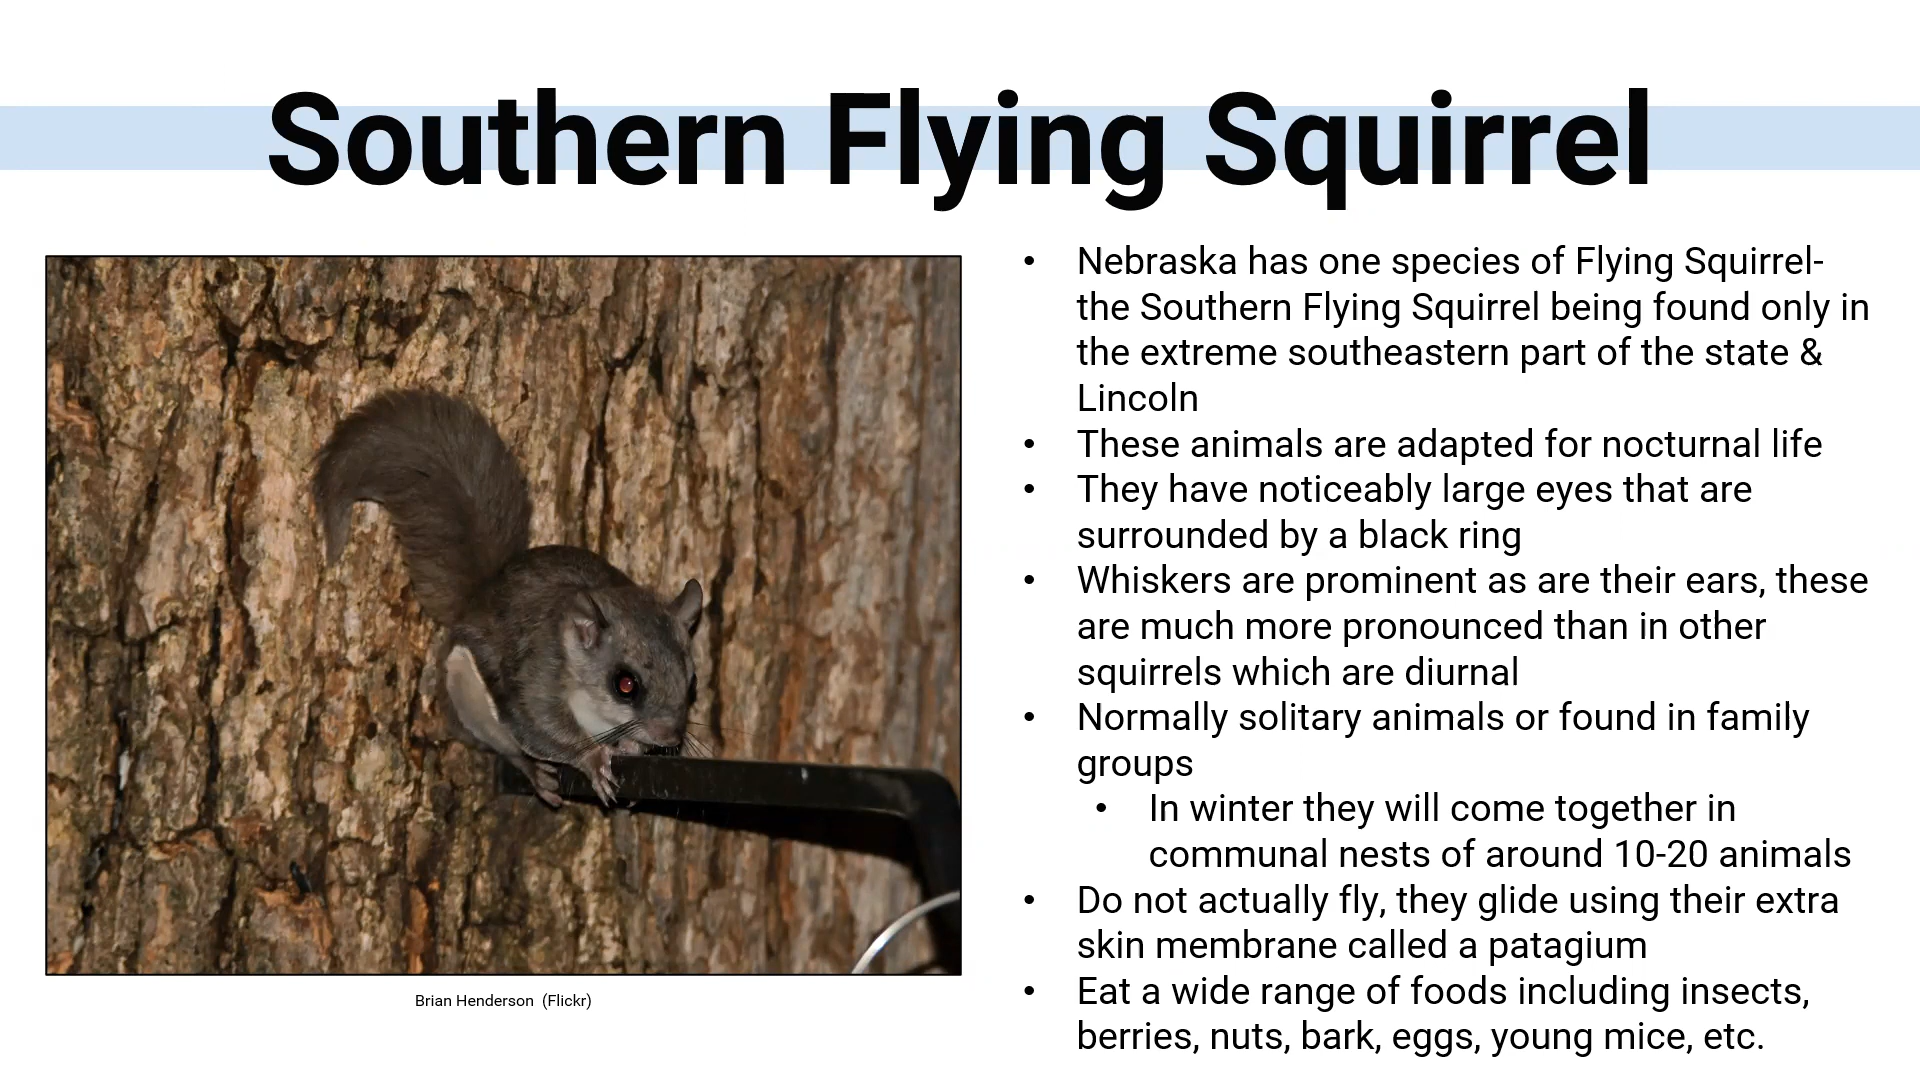 Southern Flying Squirrel
• Nebraska has one species of Flying Squirrel-
the Southern Flying Squirrel being found only in
the extreme southeastern part of the state &
Lincoln
• These animals are adapted for nocturnal life
• They have noticeably large eyes that are
surrounded by a black ring
• Whiskers are prominent as are their ears, these
are much more pronounced than in other
squirrels which are diurnal
• Normally solitary animals or found in family
groups
• In winter they will come together in
communal nests of around 10-20 animals
• Do not actually fly, they glide using their extra
skin membrane called a patagium
• Eat a wide range of foods including insects,
berries, nuts, bark, eggs, young mice, etc.
Brian Henderson (Flickr)